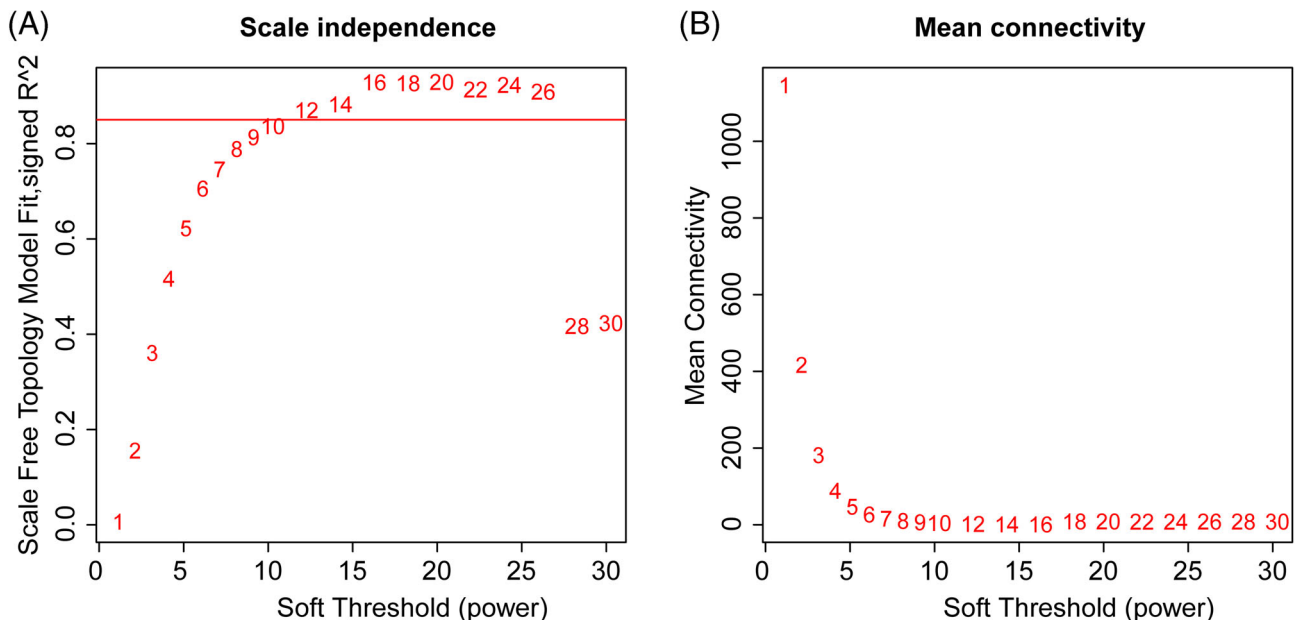 (A) Scale independence
Scale Free Topology Model Fit,signed R^2
0.0 0.2 0.4 0.6 0.8
1 2 3 4 5 6 7 8 9 10 12 14 16 18 20 22 24 26 28 30
0 5 10 15 20 25 30
Soft Threshold (power)
(B) Mean connectivity
Mean Connectivity
0 200 400 600 800 1000
1 2 3 4 5 6 7 8 9 10 12 14 16 18 20 22 24 26 28 30
0 5 10 15 20 25 30
Soft Threshold (power)